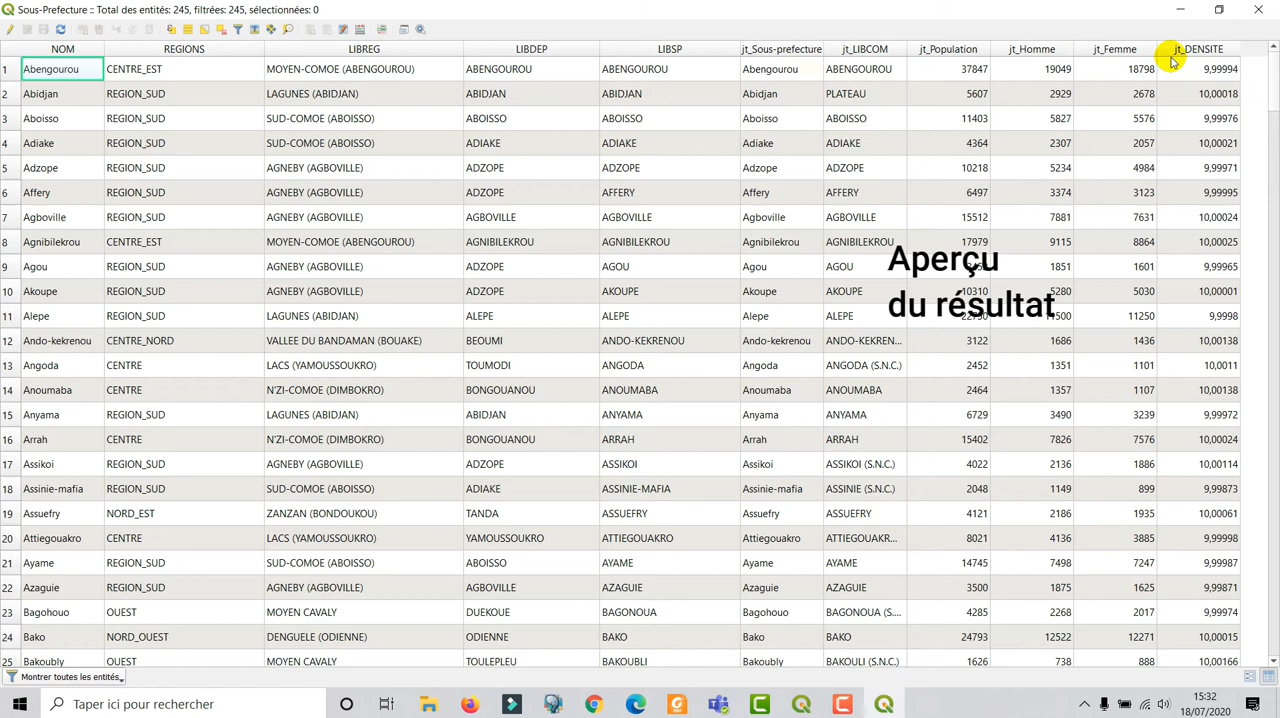 Sous-Prefecture :: Total des entités: 245, filtrées: 245, sélectionnées: 0
NOM REGIONS LIBREG LIBDEP LIBSP jt_Sous-prefecture jt_LIBCOM jt_Population jt_Homme jt_Femme jt_DENSITE
1 Abengourou CENTRE_EST MOYEN-COMOE (ABENGOUROU) ABENGOUROU ABENGOUROU Abengourou ABENGOUROU 37847 19049 18798 9,99994
2 Abidjan REGION_SUD LAGUNES (ABIDJAN) ABIDJAN ABIDJAN Abidjan PLATEAU 5607 2929 2678 10,00018
3 Aboisso REGION_SUD SUD-COMOE (ABOISSO) ABOISSO ABOISSO Aboisso ABOISSO 11403 5827 5576 9,99976
4 Adiake REGION_SUD SUD-COMOE (ABOISSO) ADIAKE ADIAKE Adiake ADIAKE 4364 2307 2057 10,00021
5 Adzope REGION_SUD AGNEBY (AGBOVILLE) ADZOPE ADZOPE Adzope ADZOPE 10218 5234 4984 9,99971
6 Affery REGION_SUD AGNEBY (AGBOVILLE) ADZOPE AFFERY Affery AFFERY 6497 3374 3123 9,99995
7 Agboville REGION_SUD AGNEBY (AGBOVILLE) AGBOVILLE AGBOVILLE Agboville AGBOVILLE 15512 7881 7631 10,00024
8 Agnibilekrou CENTRE_EST MOYEN-COMOE (ABENGOUROU) AGNIBILEKROU AGNIBILEKROU Agnibilekrou AGNIBILEKROU 17979 9115 8864 10,00025
9 Agou REGION_SUD AGNEBY (AGBOVILLE) ADZOPE AGOU Agou AGOU 1851 1601 9,99965
10 Akoupe REGION_SUD AGNEBY (AGBOVILLE) ADZOPE AKOUPE Akoupe AKOUPE 10310 5280 5030 10,00001
11 Alepe REGION_SUD LAGUNES (ABIDJAN) ALEPE ALEPE Alepe ALEPE 22750 11500 11250 9,9998
Aperçu
du résultat
12 Ando-kekrenou CENTRE_NORD VALLEE DU BANDAMAN (BOUAKE) BEOUMI ANDO-KEKRENOU Ando-kekrenou ANDO-KEKREN... 3122 1686 1436 10,00138
13 Angoda CENTRE LACS (YAMOUSSOUKRO) TOUMODI ANGODA Angoda ANGODA (S.N.C.) 2452 1351 1101 10,0011
14 Anoumaba CENTRE N'ZI-COMOE (DIMBOKRO) BONGOUANOU ANOUMABA Anoumaba ANOUMABA 2464 1357 1107 10,00138
15 Anyama REGION_SUD LAGUNES (ABIDJAN) ABIDJAN ANYAMA Anyama ANYAMA 6729 3490 3239 9,99972
16 Arrah CENTRE N'ZI-COMOE (DIMBOKRO) BONGOUANOU ARRAH Arrah ARRAH 15402 7826 7576 10,00024
17 Assikoi REGION_SUD AGNEBY (AGBOVILLE) ADZOPE ASSIKOI Assikoi ASSIKOI (S.N.C.) 4022 2136 1886 10,00114
18 Assinie-mafia REGION_SUD SUD-COMOE (ABOISSO) ADIAKE ASSINIE-MAFIA Assinie-mafia ASSINIE (S.N.C.) 2048 1149 899 9,99873
19 Assuefry NORD_EST ZANZAN (BONDOUKOU) TANDA ASSUEFRY Assuefry ASSUEFRY 4121 2186 1935 10,00061
20 Attiegouakro CENTRE LACS (YAMOUSSOUKRO) YAMOUSSOUKRO ATTIEGOUAKRO Attiegouakro ATTIEGOUAKR... 8021 4136 3885 9,99998
21 Ayame REGION_SUD SUD-COMOE (ABOISSO) ABOISSO AYAME Ayame AYAME 14745 7498 7247 9,99987
22 Azaguie REGION_SUD AGNEBY (AGBOVILLE) AGBOVILLE AZAGUIE Azaguie AZAGUIE 3500 1875 1625 9,99871
23 Bagohouo OUEST MOYEN CAVALY DUEKOUE BAGONOUA Bagohouo BAGONOUA (S.... 4285 2268 2017 9,99974
24 Bako NORD_OUEST DENGUELE (ODIENNE) ODIENNE BAKO Bako BAKO 24793 12522 12271 10,00015
25 Bakoubly OUEST MOYEN CAVALY TOULEPLEU BAKOUBLI Bakoubly BAKOULI (S.N.C.) 1626 738 888 10,00166
Montrer toutes les entités
Taper ici pour rechercher
15:32
18/07/2020